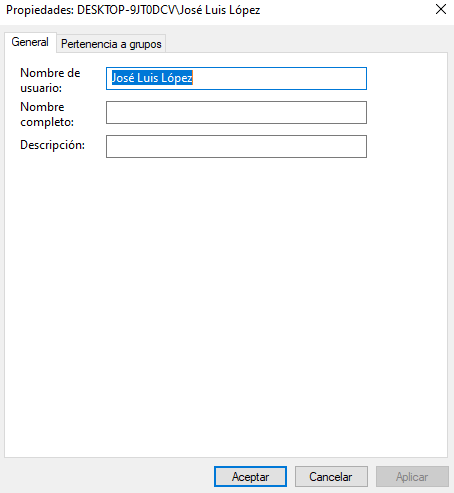 Propiedades: DESKTOP-9JT0DCV\José Luis López
General
Pertenencia a grupos
Nombre de
usuario:
José Luis López
Nombre
completo:
Descripción:
Aceptar
Cancelar
Aplicar